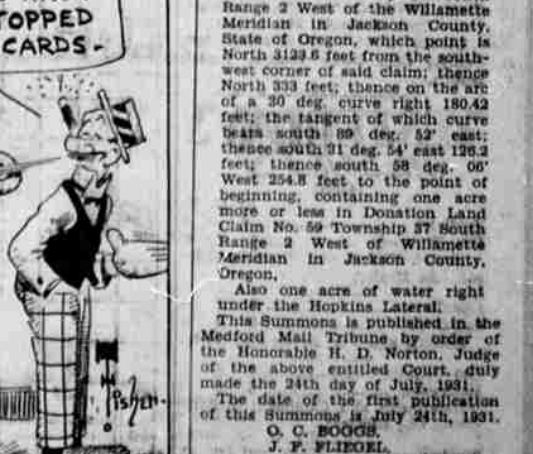 TOPPED
CARDS-
Fisher
Range 2 West of the Willamette
Meridian in Jackson County,
State of Oregon, which point is
North 3123.6 feet from the south-
west corner of said claim; thence
North 333 feet; thence on the arc
of a 30 deg. curve right 180.42
feet; the tangent of which curve
bears south 89 deg. 52' east;
thence south 31 deg. 54' east 126.2
feet; thence south 58 deg. 06'
West 254.8 feet to the point of
beginning, containing one acre
more or less in Donation Land
Claim No. 59 Township 37 South
Range 2 West of Willamette
Meridian in Jackson County,
Oregon.
Also one acre of water right
under the Hopkins Lateral.
This Summons is published in the
Medford Mail Tribune by order of
the Honorable H. D. Norton, Judge
of the above entitled Court, duly
made the 24th day of July, 1931.
The date of the first publication
of this Summons is July 24th, 1931.
O. C. BOGGS,
J. F. FLIEGEL,